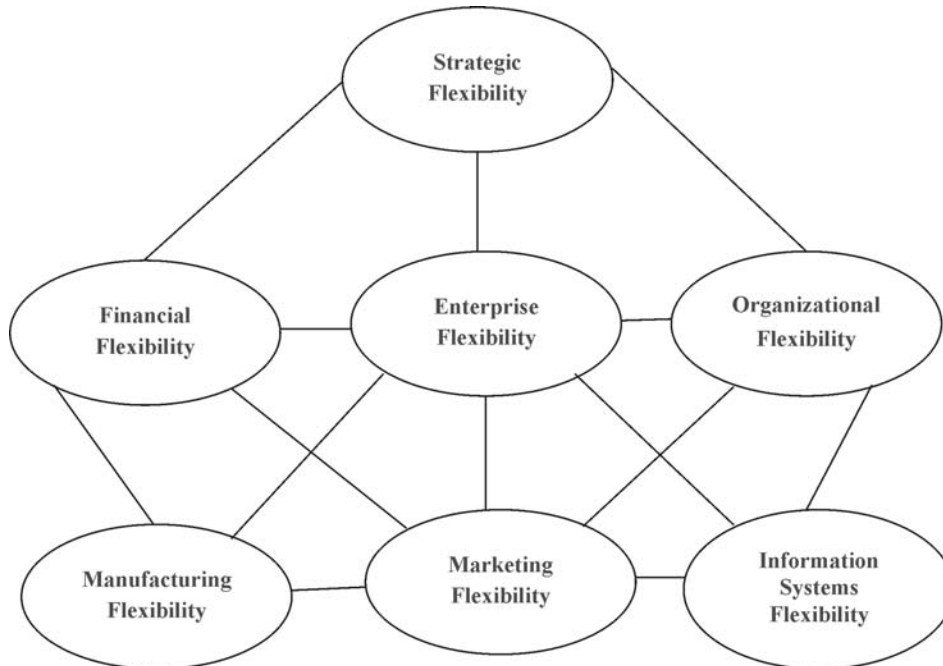 Strategic
Flexibility
Financial
Flexibility
Enterprise
Flexibility
Organizational
Flexibility
Manufacturing
Flexibility
Marketing
Flexibility
Information
Systems
Flexibility